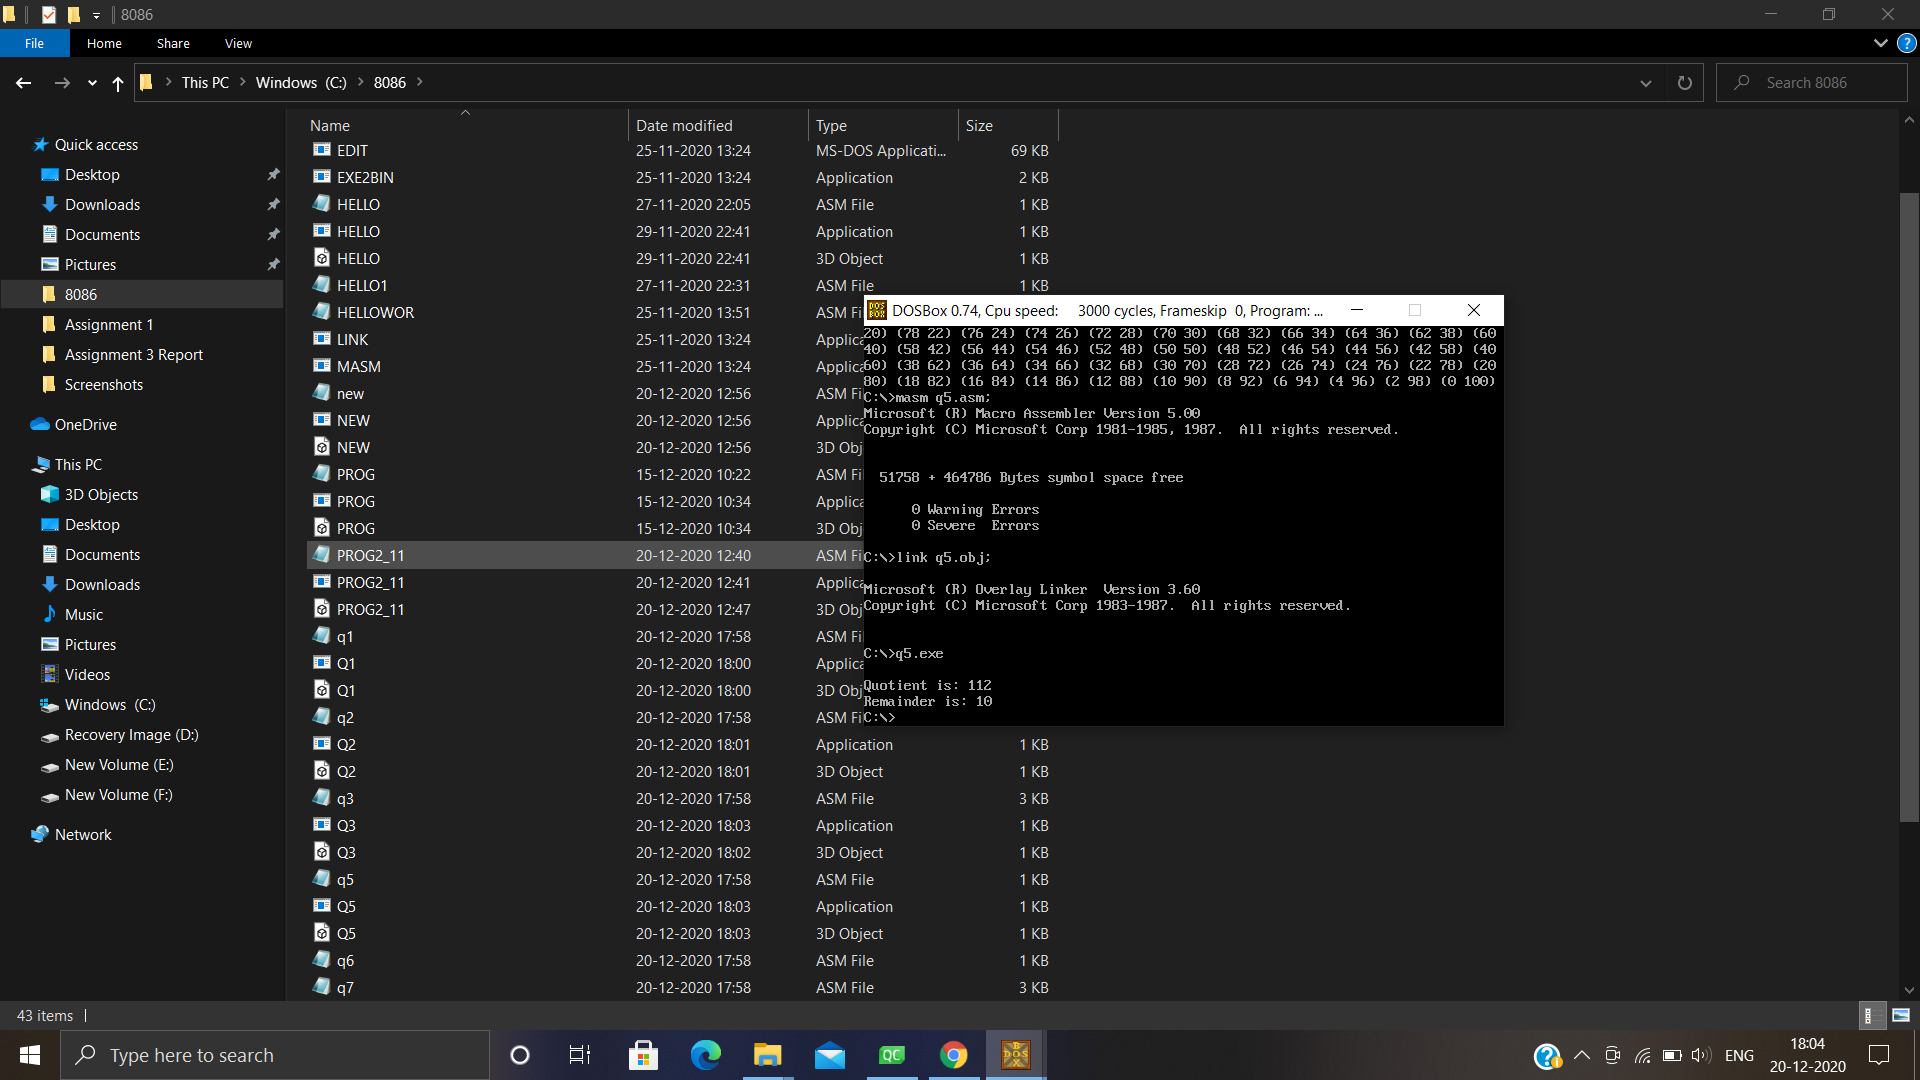 8086
File Home Share View
This PC Windows (C:) 8086
Search 8086
Name Date modified Type Size
Quick access
Desktop
Downloads
Documents
Pictures
8086
Assignment 1
Assignment 3 Report
Screenshots
OneDrive
This PC
3D Objects
Desktop
Documents
Downloads
Music
Pictures
Videos
Windows (C:)
Recovery Image (D:)
New Volume (E:)
New Volume (F:)
Network
EDIT 25-11-2020 13:24 MS-DOS Applicati... 69 KB
EXE2BIN 25-11-2020 13:24 Application 2 KB
HELLO 27-11-2020 22:05 ASM File 1 KB
HELLO 29-11-2020 22:41 Application 1 KB
HELLO 29-11-2020 22:41 3D Object 1 KB
HELLO1 27-11-2020 22:31 ASM File 1 KB
HELLOWOR 25-11-2020 13:51 ASM Fi
LINK 25-11-2020 13:24 Applica
MASM 25-11-2020 13:24 Applica
new 20-12-2020 12:56 ASM Fi
NEW 20-12-2020 12:56 Applica
NEW 20-12-2020 12:56 3D Obj
PROG 15-12-2020 10:22 ASM Fi
PROG 15-12-2020 10:34 Applica
PROG 15-12-2020 10:34 3D Obj
PROG2_11 20-12-2020 12:40 ASM Fi
PROG2_11 20-12-2020 12:41 Applica
PROG2_11 20-12-2020 12:47 3D Obj
q1 20-12-2020 17:58 ASM Fi
Q1 20-12-2020 18:00 Applica
Q1 20-12-2020 18:00 3D Obj
q2 20-12-2020 17:58 ASM Fi
Q2 20-12-2020 18:01 Application 1 KB
Q2 20-12-2020 18:01 3D Object 1 KB
q3 20-12-2020 17:58 ASM File 3 KB
Q3 20-12-2020 18:03 Application 1 KB
Q3 20-12-2020 18:02 3D Object 1 KB
q5 20-12-2020 17:58 ASM File 1 KB
Q5 20-12-2020 18:03 Application 1 KB
Q5 20-12-2020 18:03 3D Object 1 KB
q6 20-12-2020 17:58 ASM File 1 KB
q7 20-12-2020 17:58 ASM File 3 KB
DOSBox 0.74, Cpu speed: 3000 cycles, Frameskip 0, Program: ...
20) (78 22) (76 24) (74 26) (72 28) (70 30) (68 32) (66 34) (64 36) (62 38) (60
40) (58 42) (56 44) (54 46) (52 48) (50 50) (48 52) (46 54) (44 56) (42 58) (40
60) (38 62) (36 64) (34 66) (32 68) (30 70) (28 72) (26 74) (24 76) (22 78) (20
80) (18 82) (16 84) (14 86) (12 88) (10 90) (8 92) (6 94) (4 96) (2 98) (0 100)
C:\>masm q5.asm;
Microsoft (R) Macro Assembler Version 5.00
Copyright (C) Microsoft Corp 1981-1985, 1987. All rights reserved.
51758 + 464786 Bytes symbol space free
0 Warning Errors
0 Severe Errors
C:\>link q5.obj;
Microsoft (R) Overlay Linker Version 3.60
Copyright (C) Microsoft Corp 1983-1987. All rights reserved.
C:\>q5.exe
Quotient is: 112
Remainder is: 10
C:\>
43 items
Type here to search
QC
DOS BOX
ENG
18:04
20-12-2020